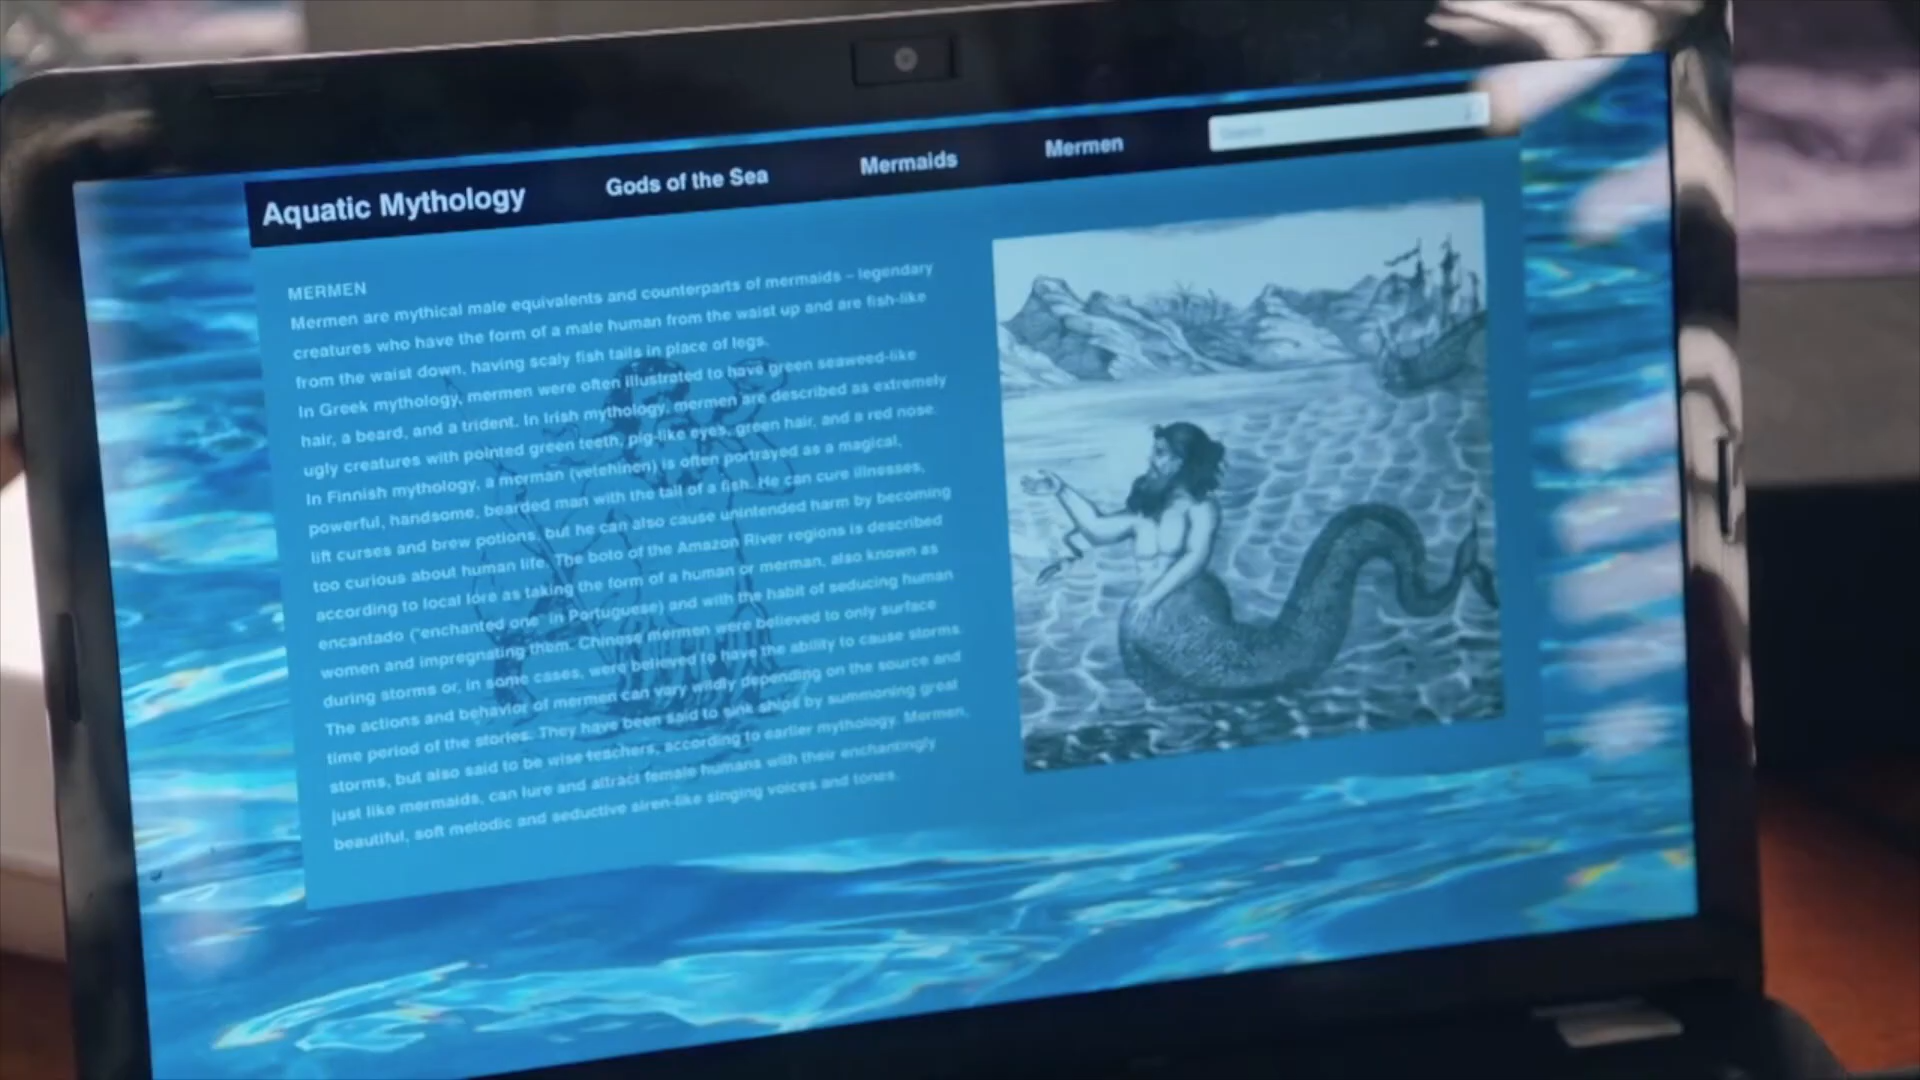 Aquatic Mythology
Gods of the Sea
Mermaids
Mermen
Search
MERMEN
Mermen are mythical male equivalents and counterparts of mermaids – legendary
creatures who have the form of a male human from the waist up and are fish-like
from the waist down, having scaly fish tails in place of legs.
In Greek mythology, mermen were often illustrated to have green seaweed-like
hair, a beard, and a trident. In Irish mythology, mermen are described as extremely
ugly creatures with pointed green teeth, pig-like eyes, green hair, and a red nose.
In Finnish mythology, a merman (vetehinen) is often portrayed as a magical,
powerful, handsome, bearded man with the tail of a fish. He can cure illnesses,
lift curses and brew potions, but he can also cause unintended harm by becoming
too curious about human life. The boto of the Amazon River regions is described
according to local lore as taking the form of a human or merman, also known as
encantado ("enchanted one" in Portuguese) and with the habit of seducing human
women and impregnating them. Chinese mermen were believed to only surface
during storms or, in some cases, were believed to have the ability to cause storms.
The actions and behavior of mermen can vary wildly depending on the source and
time period of the stories. They have been said to sink ships by summoning great
storms, but also said to be wise teachers, according to earlier mythology. Mermen,
just like mermaids, can lure and attract female humans with their enchantingly
beautiful, soft melodic and seductive siren-like singing voices and tones.